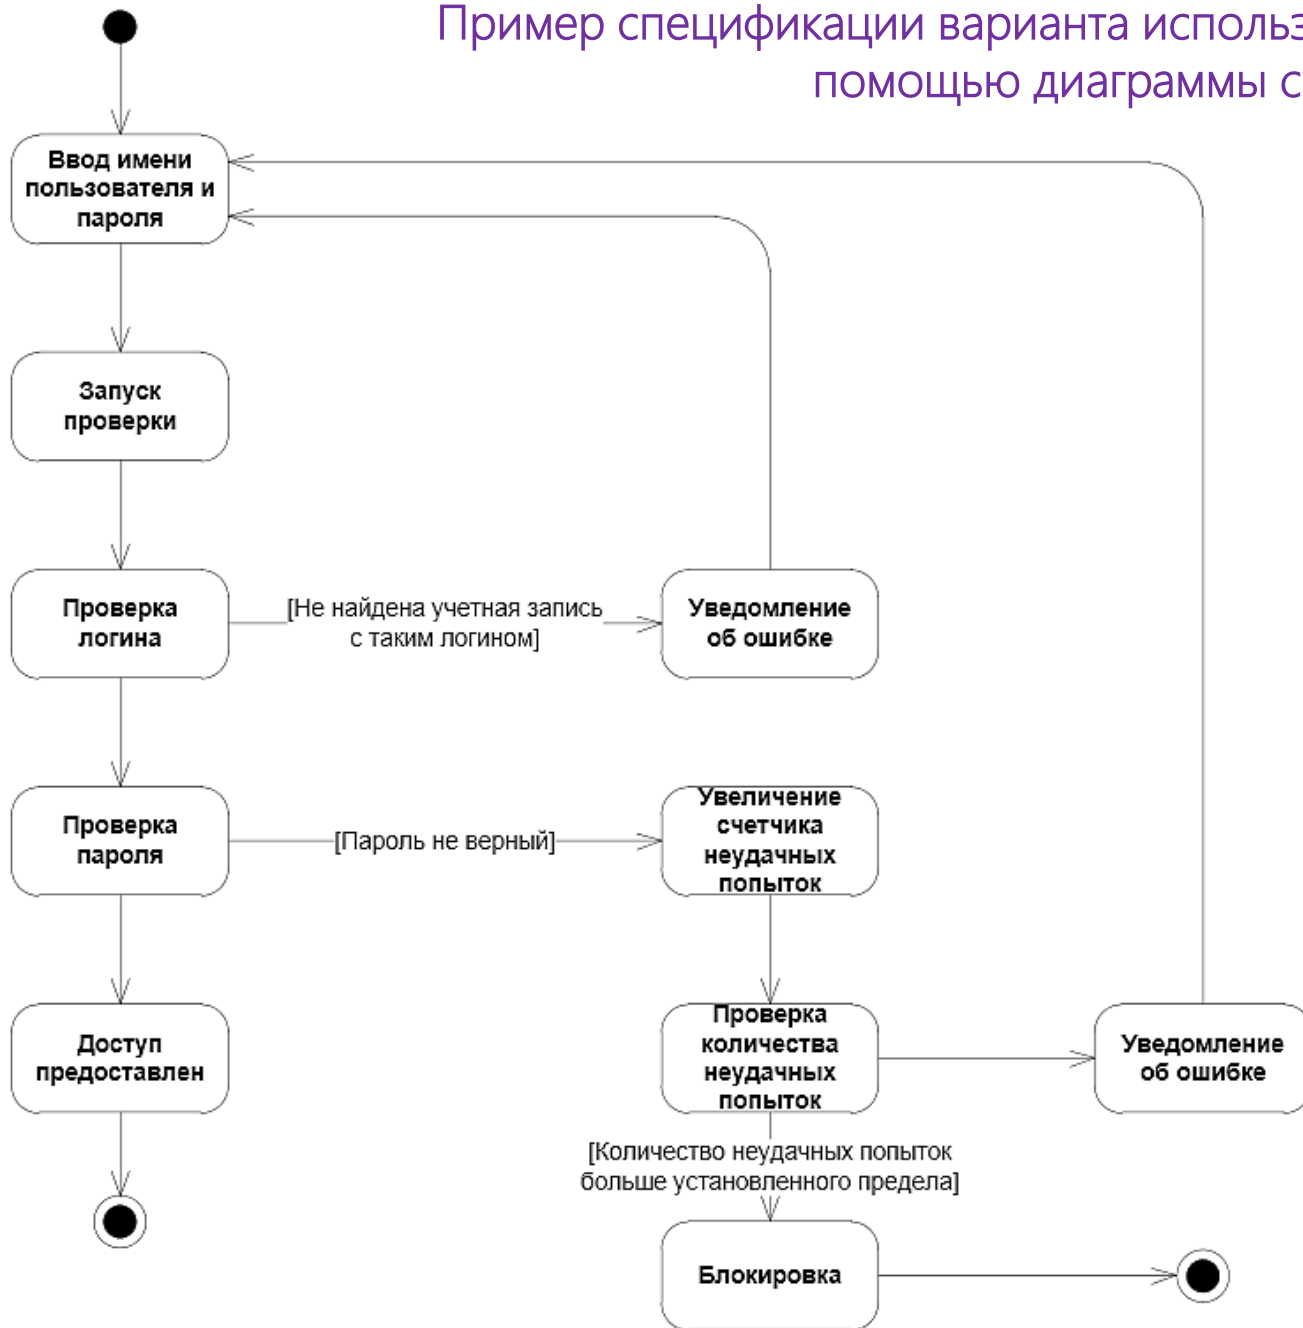 Пример спецификации варианта
помощью диаграммы
Ввод имени
пользователя и
пароля
Запуск
проверки
Проверка
логина
[Не найдена учетная запись
с таким логином]
Уведомление
об ошибке
Проверка
пароля
[Пароль не верный]
Увеличение
счетчика
неудачных
попыток
Доступ
предоставлен
Проверка
количества
неудачных
попыток
Уведомление
об ошибке
[Количество неудачных попыток
больше установленного предела]
Блокировка